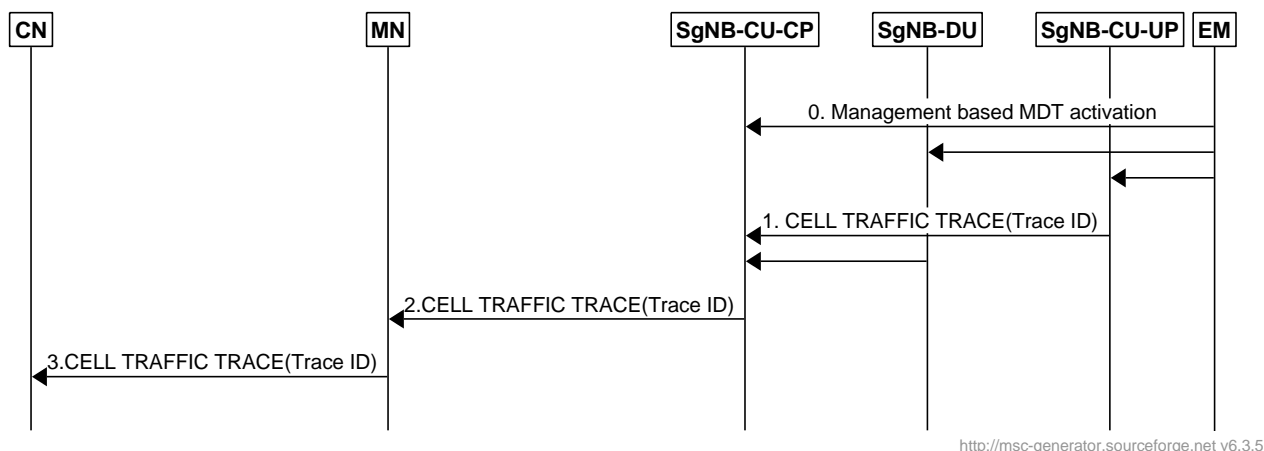 CN MN SgNB-CU-CP SgNB-DU SgNB-CU-UP EM
0. Management based MDT activation
1. CELL TRAFFIC TRACE(Trace ID)
2.CELL TRAFFIC TRACE(Trace ID)
3.CELL TRAFFIC TRACE(Trace ID)
http://msc-generator.sourceforge.net v6.3.5